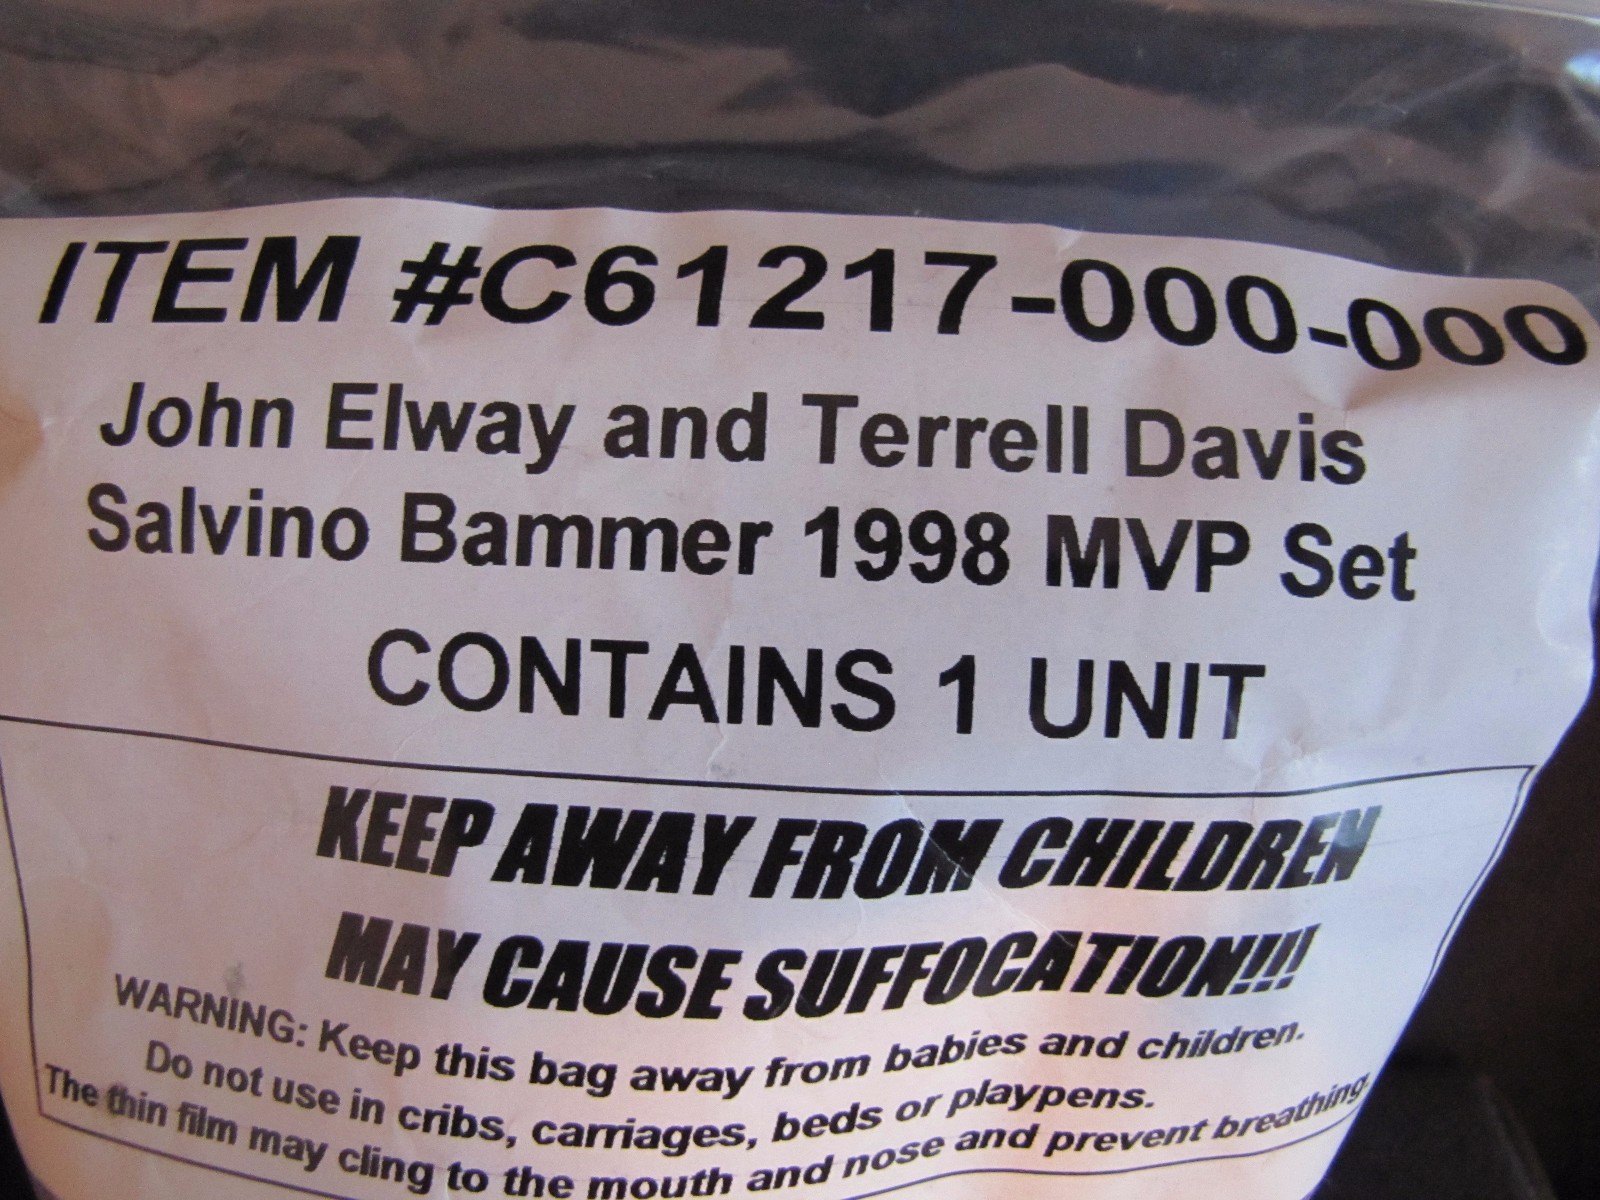 ITEM #C61217-000-000
John Elway and Terrell Davis
Salvino Bammer 1998 MVP Set
CONTAINS 1 UNIT
KEEP AWAY FROM CHILDREN
MAY CAUSE SUFFOCATION!!!
WARNING: Keep this bag away from babies and children.
Do not use in cribs, carriages, beds or playpens.
The thin film may cling to the mouth and nose and prevent breathing.